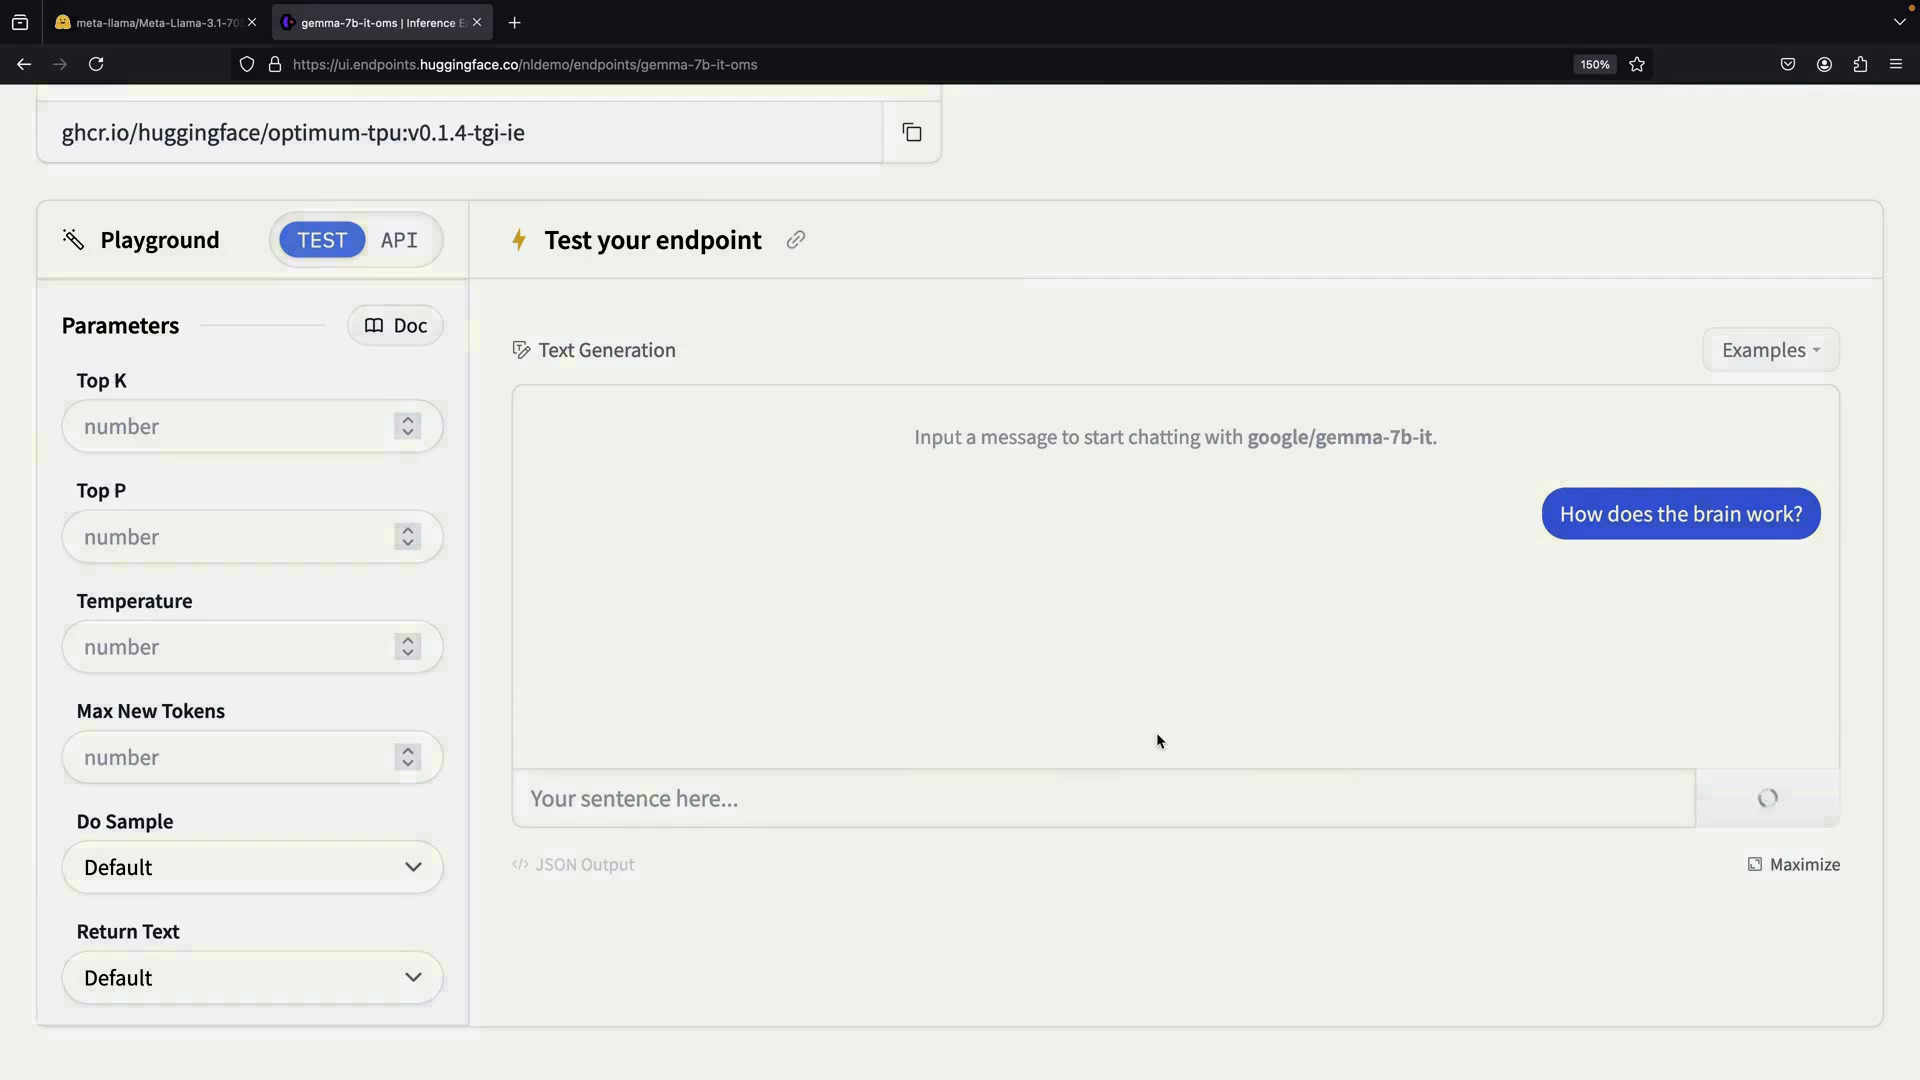 meta-llama/Meta-Llama-3.1-70
gemma-7b-it-oms | Inference E
https://ui.endpoints.huggingface.co/nldemo/endpoints/gemma-7b-it-oms
150%
ghcr.io/huggingface/optimum-tpu:v0.1.4-tgi-ie
Playground
TEST
API
Test your endpoint
Parameters
Doc
Text Generation
Examples
Top K
number
Input a message to start chatting with google/gemma-7b-it.
Top P
number
How does the brain work?
Temperature
number
Max New Tokens
number
Your sentence here...
Do Sample
Default
JSON Output
Maximize
Return Text
Default